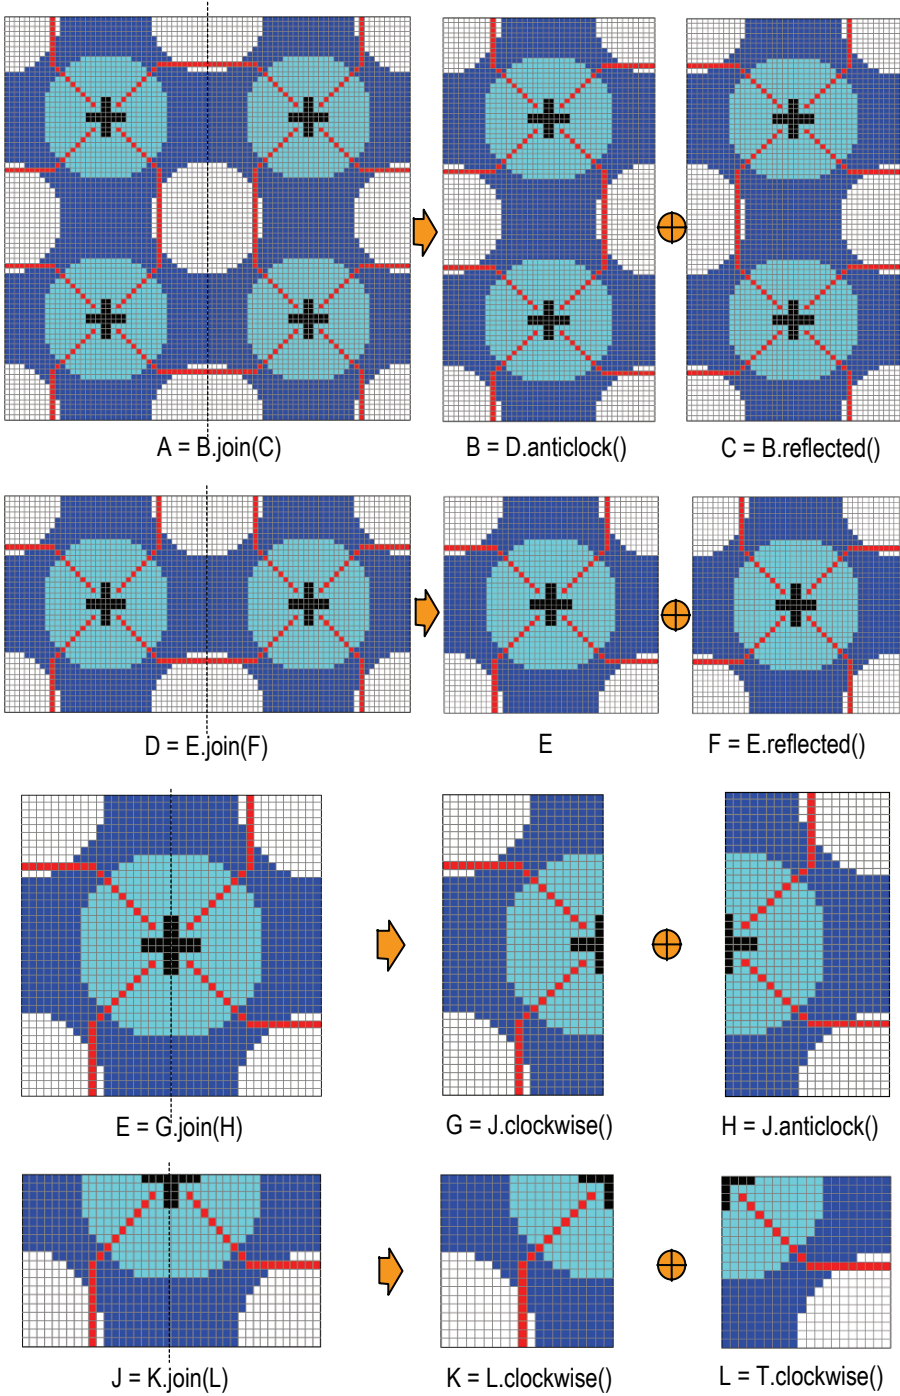 A = B.join(C)
B = D.anticlock()
C = B.reflected()
D = E.join(F)
E
F = E.reflected()
E = G.join(H)
G = J.clockwise()
H = J.anticlock()
J = K.join(L)
K = L.clockwise()
L = T.clockwise()